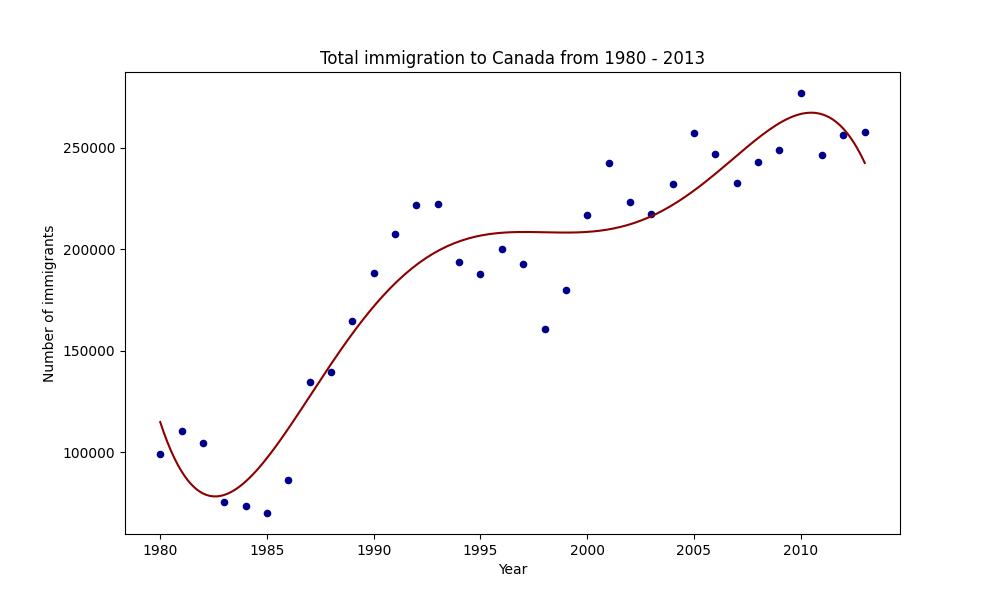 Total immigration to Canada from 1980 - 2013
250000
200000
150000
100000
Number of immigrants
1980 1985 1990 1995 2000 2005 2010
Year